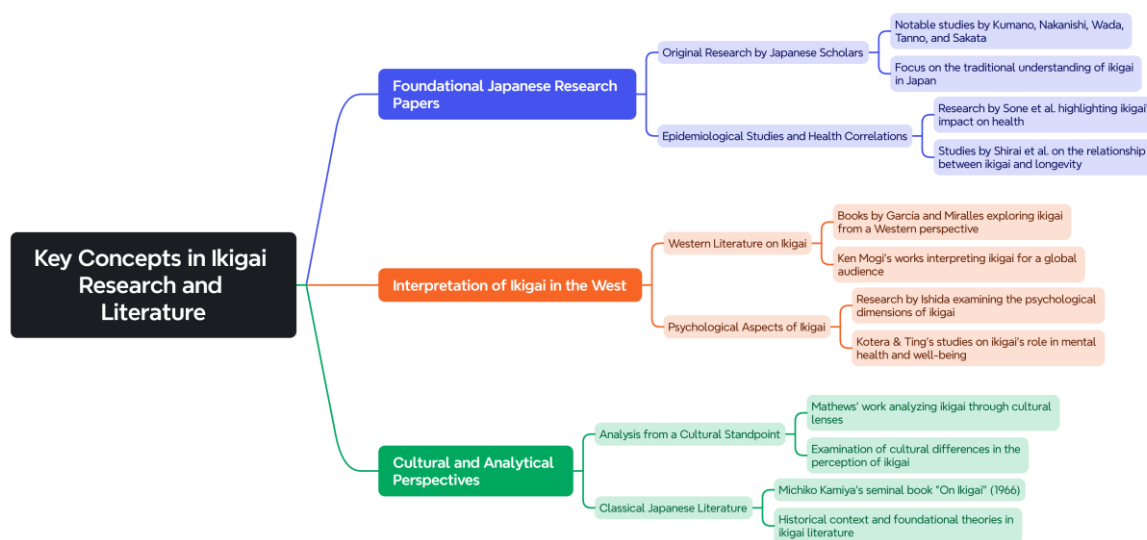 Key Concepts in Ikigai
Research and
Literature
Foundational Japanese Research
Papers
Original Research by Japanese Scholars
Notable studies by Kumano, Nakanishi, Wada,
Tanno, and Sakata
Focus on the traditional understanding of ikigai
in Japan
Epidemiological Studies and Health Correlations
Research by Sone et al. highlighting ikigai'
impact on health
Studies by Shirai et al. on the relationship
between ikigai and longevity
Interpretation of Ikigai in the West
Western Literature on Ikigai
Books by García and Miralles exploring ikigai
from a Western perspective
Ken Mogi's works interpreting ikigai for a global
audience
Psychological Aspects of Ikigai
Research by Ishida examining the psychological
dimensions of ikigai
Kotera & Ting's studies on ikigai's role in mental
health and well-being
Cultural and Analytical
Perspectives
Analysis from a Cultural Standpoint
Mathews' work analyzing ikigai through cultural
lenses
Examination of cultural differences in the
perception of ikigai
Classical Japanese Literature
Michiko Kamiya's seminal book "On Ikigai" (1966)
Historical context and foundational theories in
ikigai literature